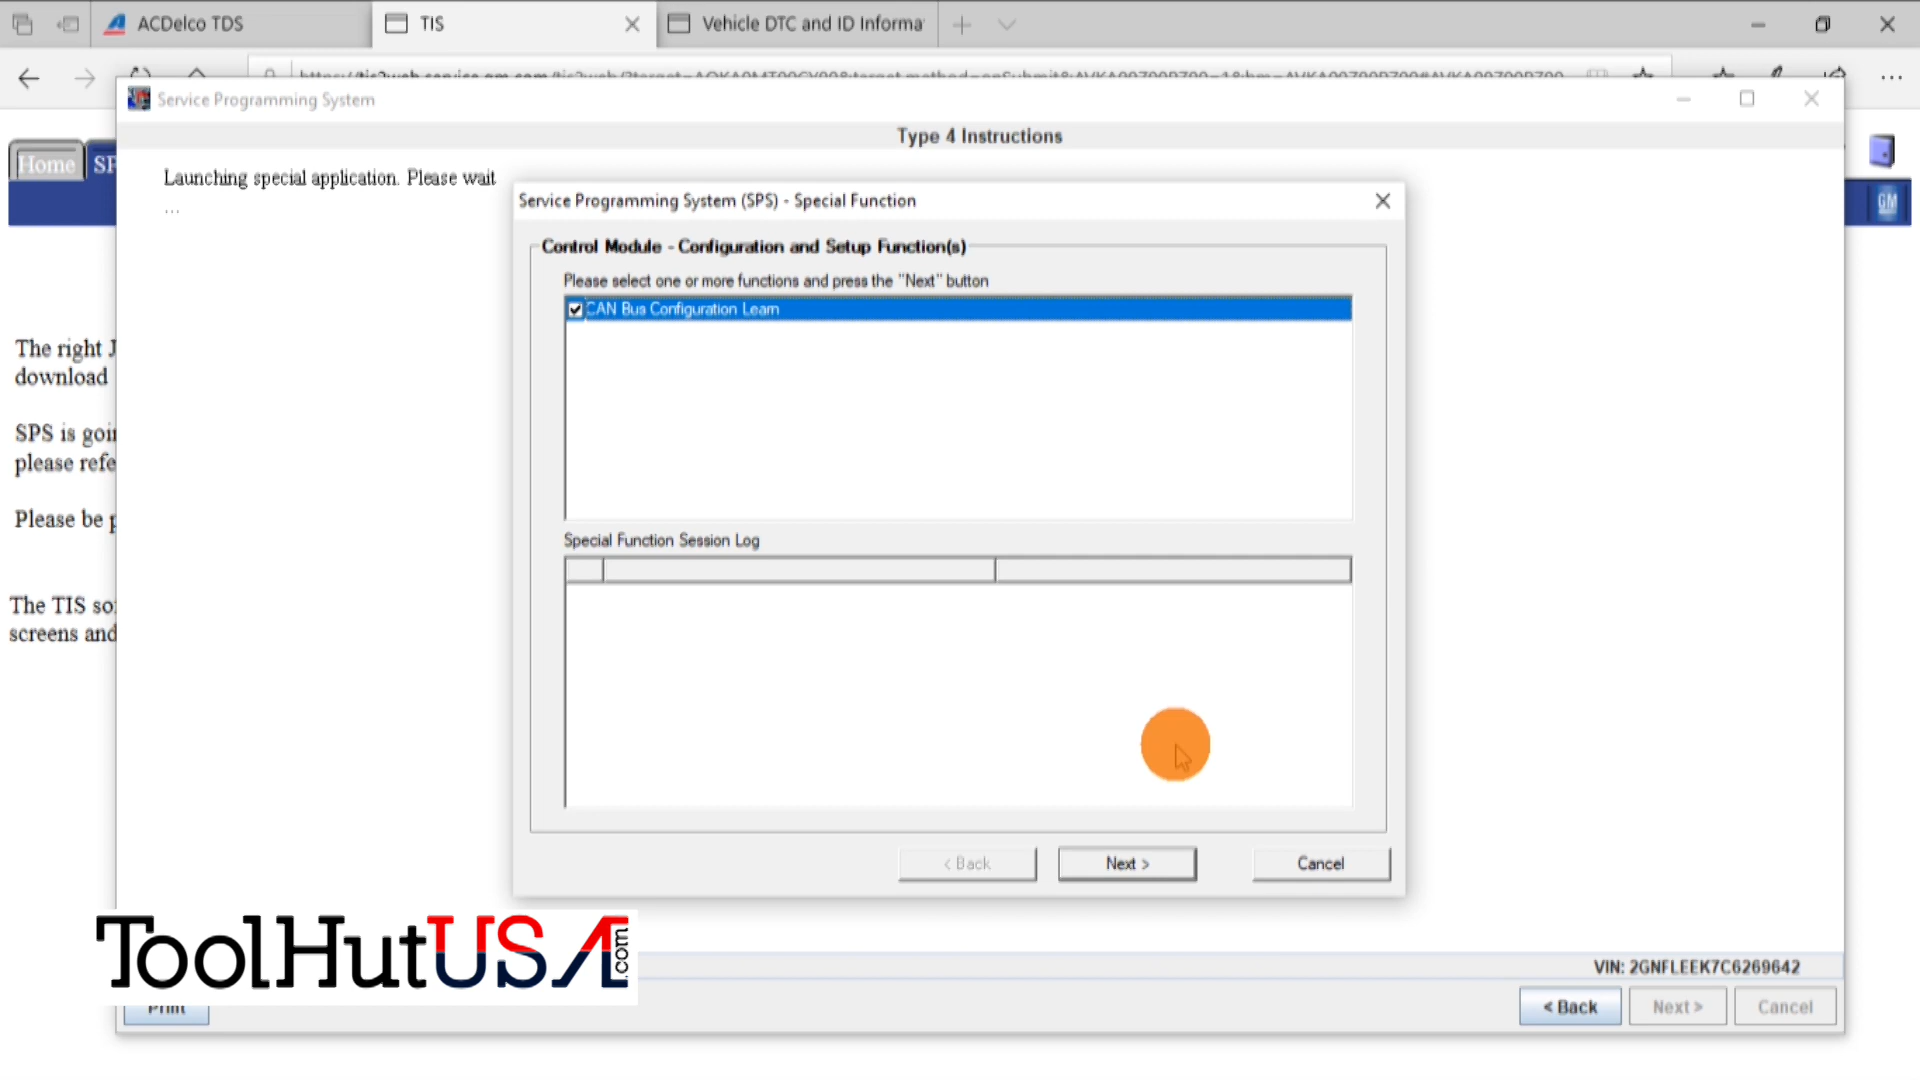 ACDelco TDS
TIS
Vehicle DTC and ID Informa
Service Programming System
Type 4 Instructions
Home
SP
GM
Launching special application. Please wait
...
Service Programming System (SPS) - Special Function
Control Module - Configuration and Setup Function(s)
Please select one or more functions and press the "Next" button
CAN Bus Configuration Learn
Special Function Session Log
< Back
Next >
Cancel
The right J
download
SPS is goin
please refe
Please be p
The TIS so
screens and
ToolHutUSA.com
VIN: 2GNFLEEK7C6269642
Print
< Back
Next >
Cancel